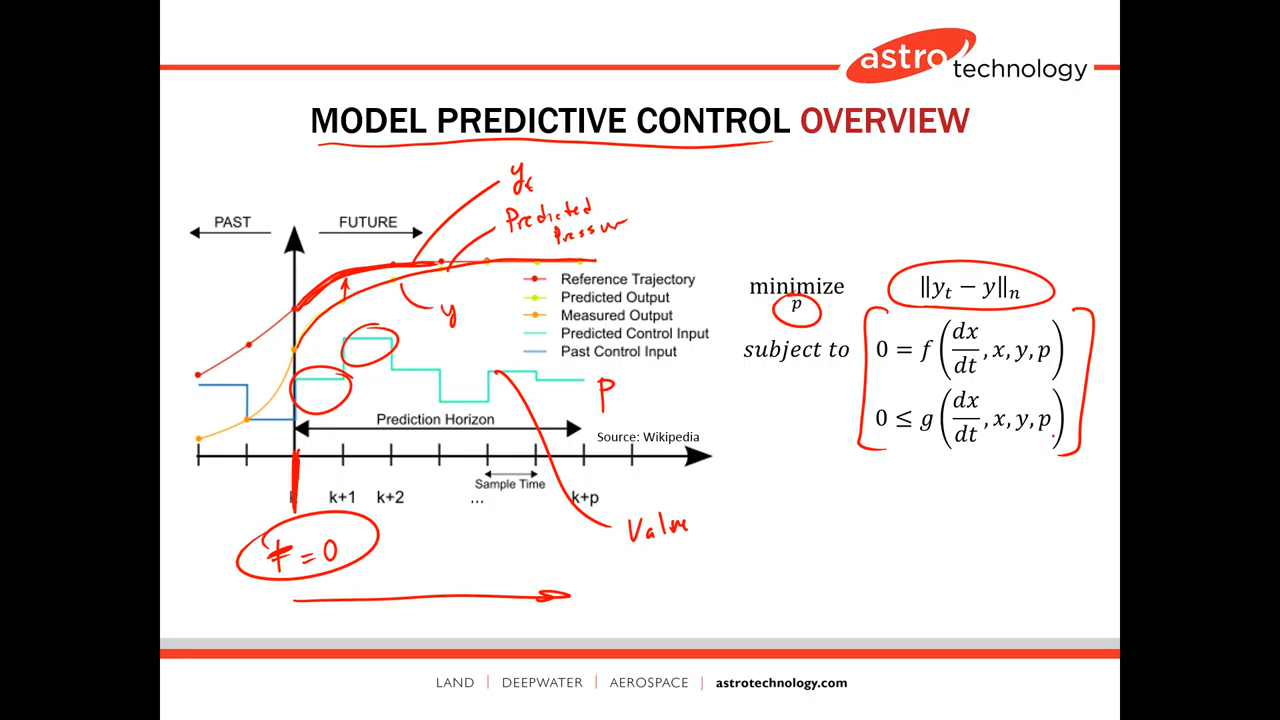 astro technology
MODEL PREDICTIVE CONTROL OVERVIEW
yt
Predicted
Pressure
PAST
FUTURE
Reference Trajectory
Predicted Output
Measured Output
Predicted Control Input
Past Control Input
y
P
Prediction Horizon
Source: Wikipedia
Sample Time
k
k+1
k+2
...
k+p
Valve
t = 0
minimize
p
‖yt − y‖n
subject to
0 = f(dx/dt, x, y, p)
0 ≤ g(dx/dt, x, y, p)
LAND | DEEPWATER | AEROSPACE | astrotechnology.com